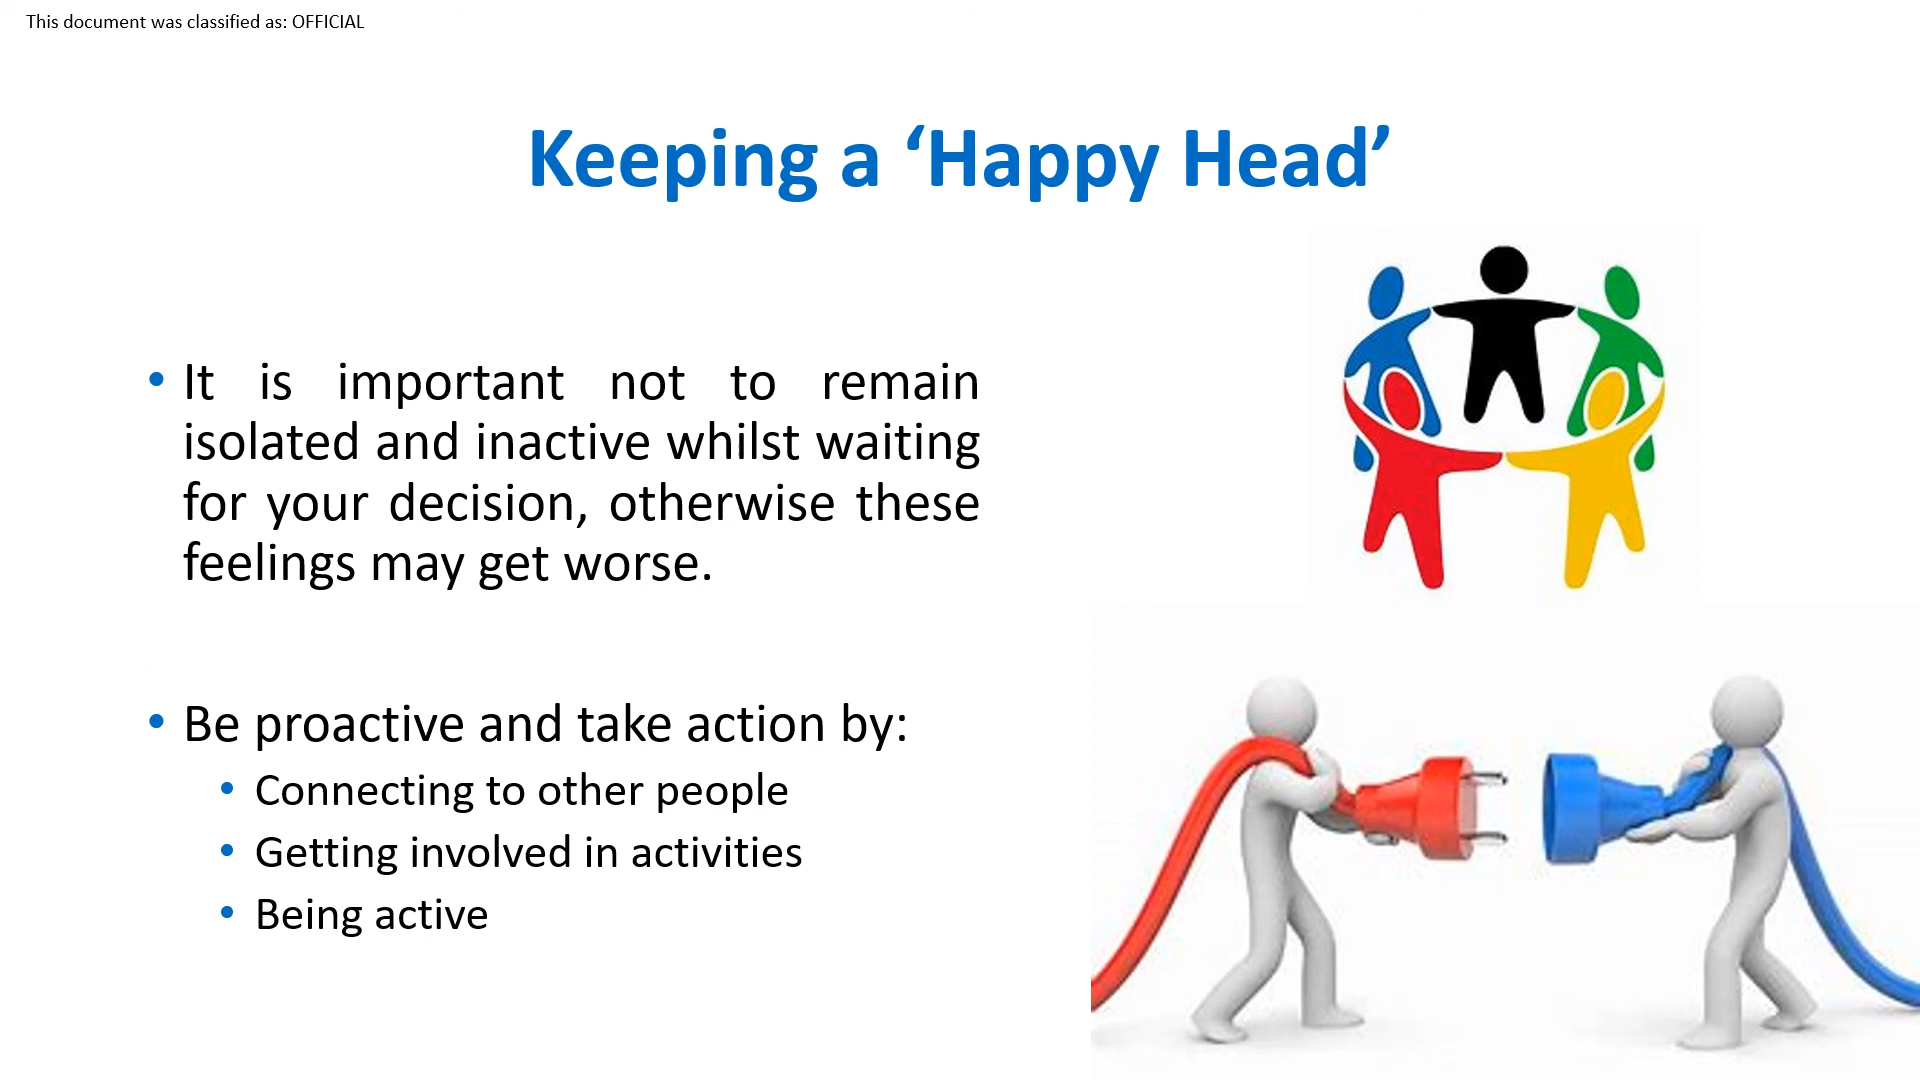 This document was classified as: OFFICIAL
Keeping a ‘Happy Head’
• It is important not to remain
isolated and inactive whilst waiting
for your decision, otherwise these
feelings may get worse.
• Be proactive and take action by:
• Connecting to other people
• Getting involved in activities
• Being active